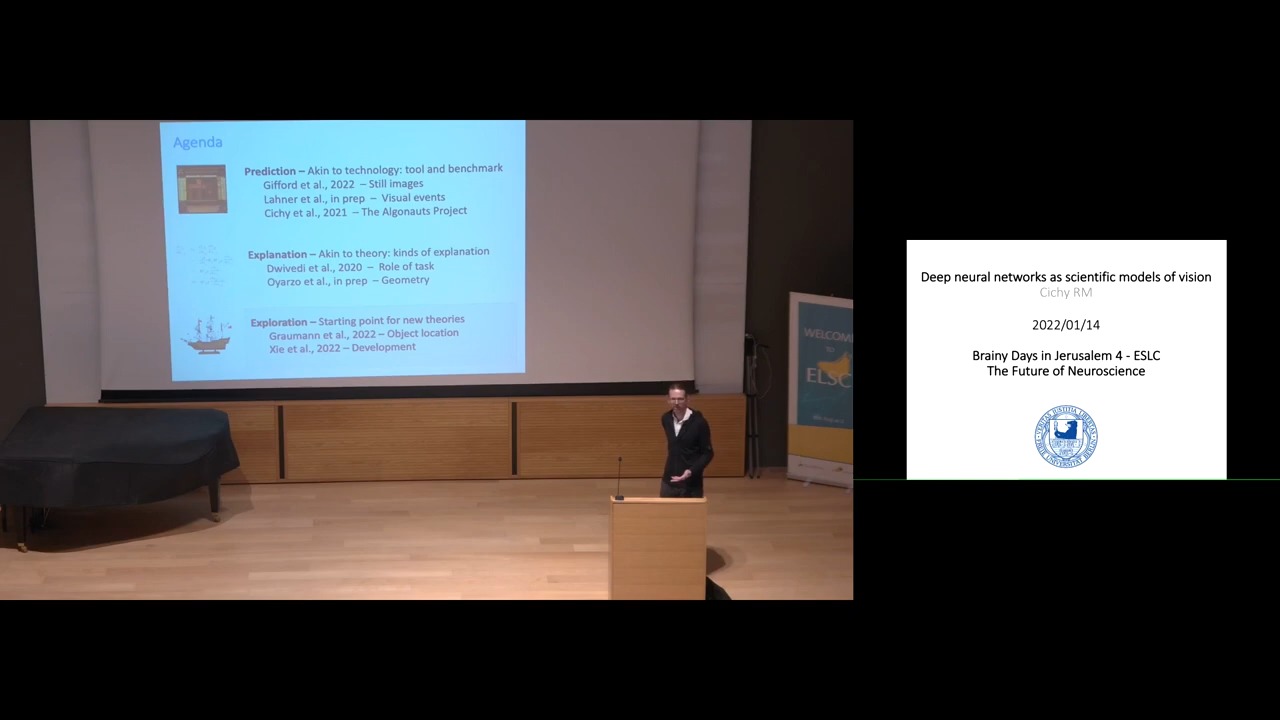 Agenda
Prediction – Akin to technology: tool and benchmark
Gifford et al., 2022 – Still images
Lahner et al., in prep – Visual events
Cichy et al., 2021 – The Algonauts Project
Explanation – Akin to theory: kinds of explanation
Dwivedi et al., 2020 – Role of task
Oyarzo et al., in prep – Geometry
Exploration – Starting point for new theories
Graumann et al., 2022 – Object location
Xie et al., 2022 – Development
WELCOM
TO
ELSC
Deep neural networks as scientific models of vision
Cichy RM
2022/01/14
Brainy Days in Jerusalem 4 - ESLC
The Future of Neuroscience